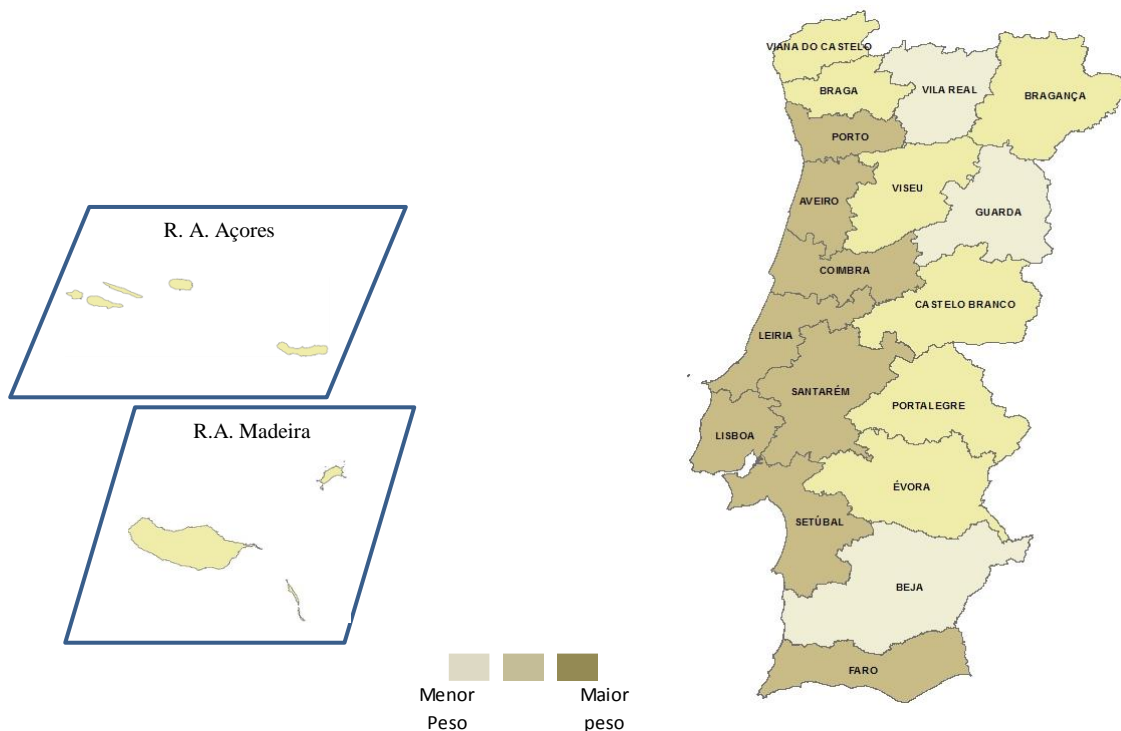 VIANA DO CASTELO
BRAGA
VILA REAL
BRAGANÇA
PORTO
VISEU
AVEIRO
GUARDA
COIMBRA
CASTELO BRANCO
LEIRIA
SANTARÉM
PORTALEGRE
LISBOA
ÉVORA
SETÚBAL
BEJA
FARO
R. A. Açores
R.A. Madeira
Menor
Peso
Maior
peso